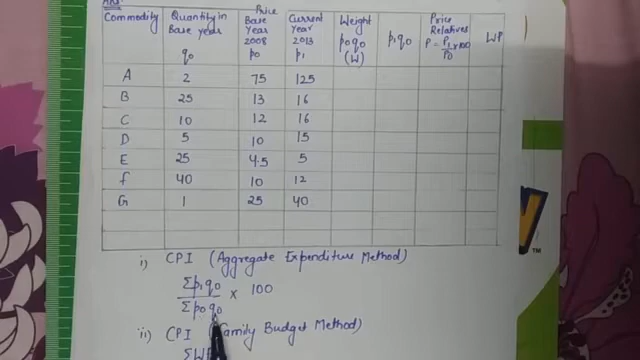 Ans:
Commodity | Quantity in Base years q0 | Price Base Year 2008 p0 | Current Year 2013 p1 | Weight p0q0 (W) | p1q0 | Price Relatives P = P1/P0 x 100 | WP
A 2 75 125
B 25 13 16
C 10 12 16
D 5 10 15
E 25 4.5 5
F 40 10 12
G 1 25 40
i) CPI (Aggregate Expenditure Method)
Σp1q0 / Σp0q0 × 100
ii) CPI (Family Budget Method)
TM